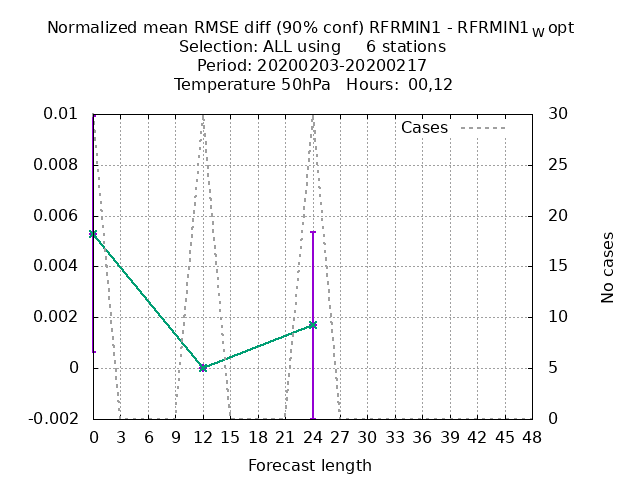 Normalized mean RMSE diff (90% conf) RFRMIN1 - RFRMIN1 W opt
Selection: ALL using 6 stations
Period: 20200203-20200217
Temperature 50hPa Hours: 00,12
Cases
0.01
0.008
0.006
0.004
0.002
0
-0.002
30
25
20
15
10
5
0
No cases
0 3 6 9 12 15 18 21 24 27 30 33 36 39 42 45 48
Forecast length